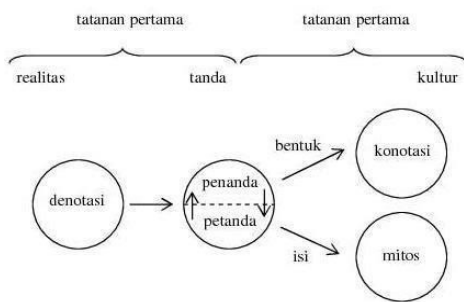 tatanan pertama tatanan pertama
realitas tanda kultur
bentuk
konotasi
denotasi
penanda
petanda
isi
mitos